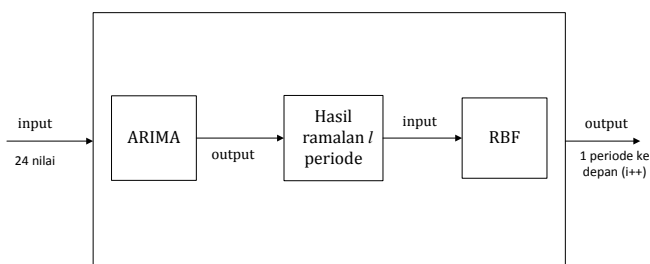 input
24 nilai
ARIMA
output
Hasil
ramalan l
periode
input
RBF
output
1 periode ke
depan (i++)